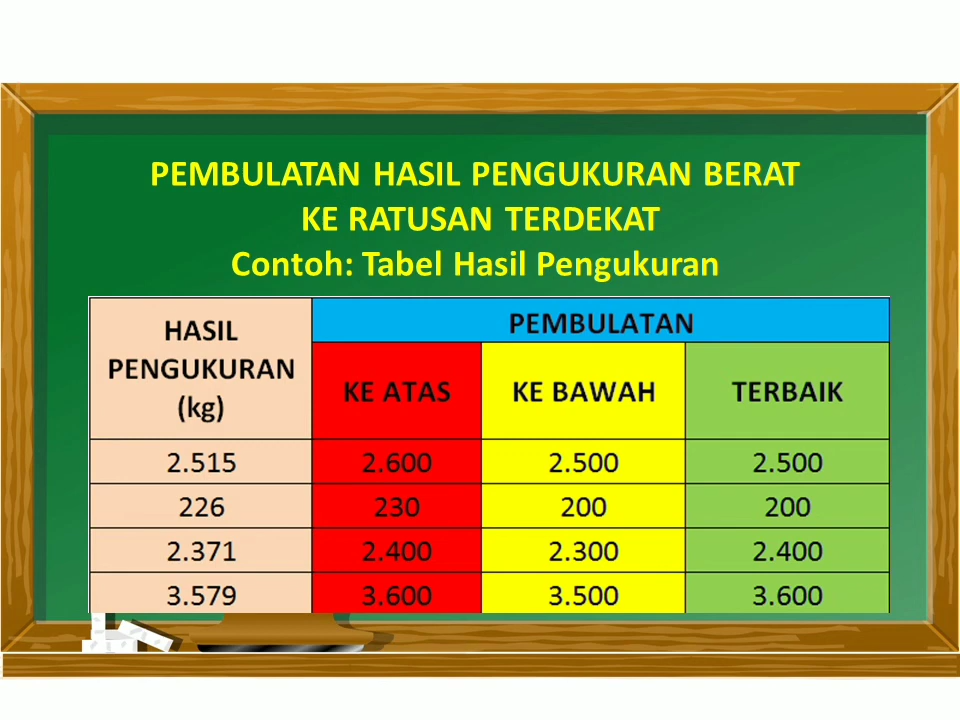 PEMBULATAN HASIL PENGUKURAN BERAT
KE RATUSAN TERDEKAT
Contoh: Tabel Hasil Pengukuran
HASIL PENGUKURAN (kg) PEMBULATAN
KE ATAS KE BAWAH TERBAIK
2.515 2.600 2.500 2.500
226 230 200 200
2.371 2.400 2.300 2.400
3.579 3.600 3.500 3.600